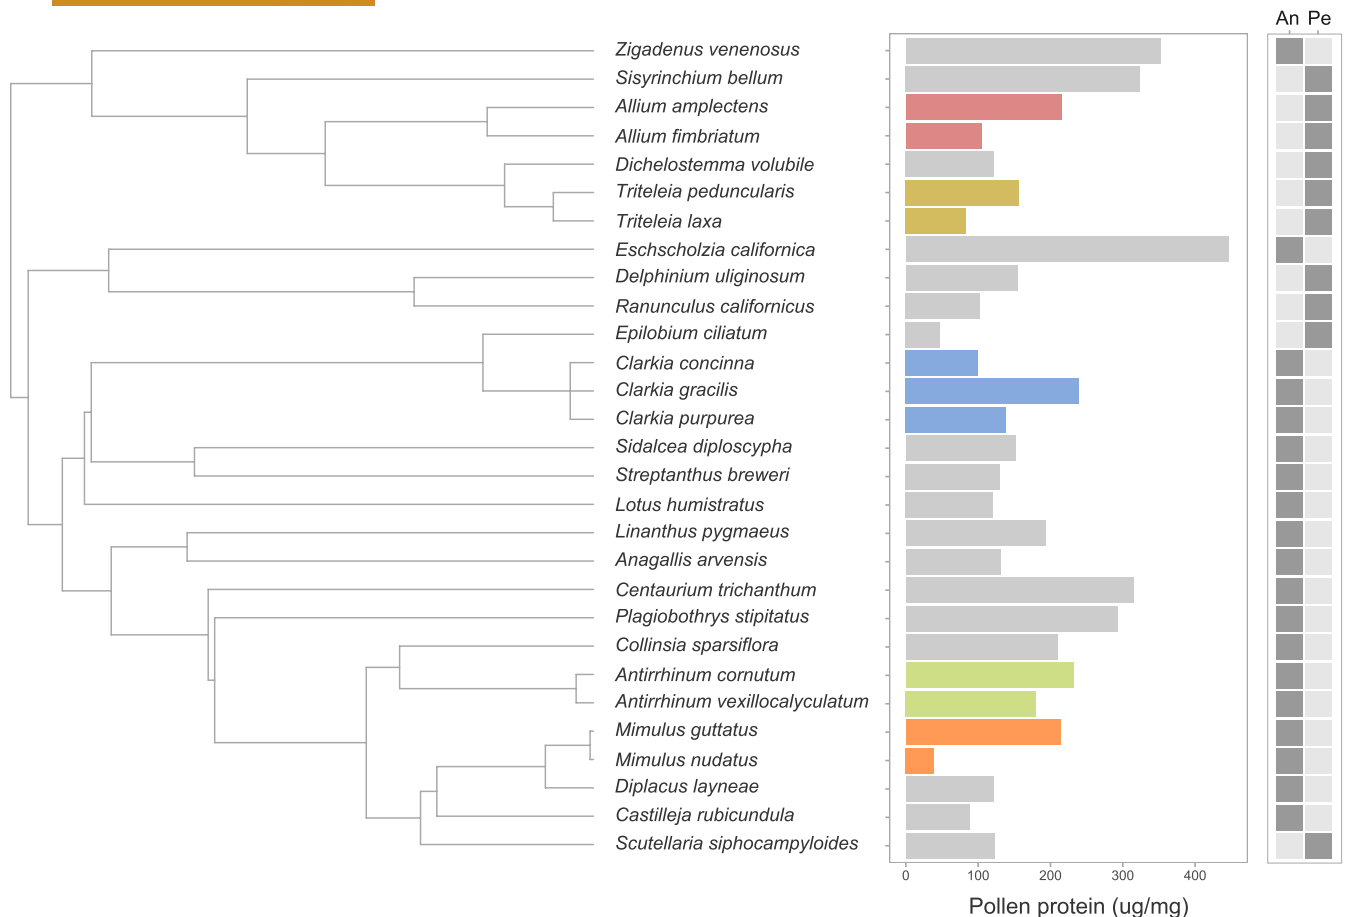 An Pe
Zigadenus venenosus
Sisyrinchium bellum
Allium amplectens
Allium fimbriatum
Dichelostemma volubile
Triteleia peduncularis
Triteleia laxa
Eschscholzia californica
Delphinium uliginosum
Ranunculus californicus
Epilobium ciliatum
Clarkia concinna
Clarkia gracilis
Clarkia purpurea
Sidalcea diploscypha
Streptanthus breweri
Lotus humistratus
Linanthus pygmaeus
Anagallis arvensis
Centaurium trichanthum
Plagiobothrys stipitatus
Collinsia sparsiflora
Antirrhinum cornutum
Antirrhinum vexillocalyculatum
Mimulus guttatus
Mimulus nudatus
Diplacus layneae
Castilleja rubicundula
Scutellaria siphocampyloides
0 100 200 300 400
Pollen protein (ug/mg)